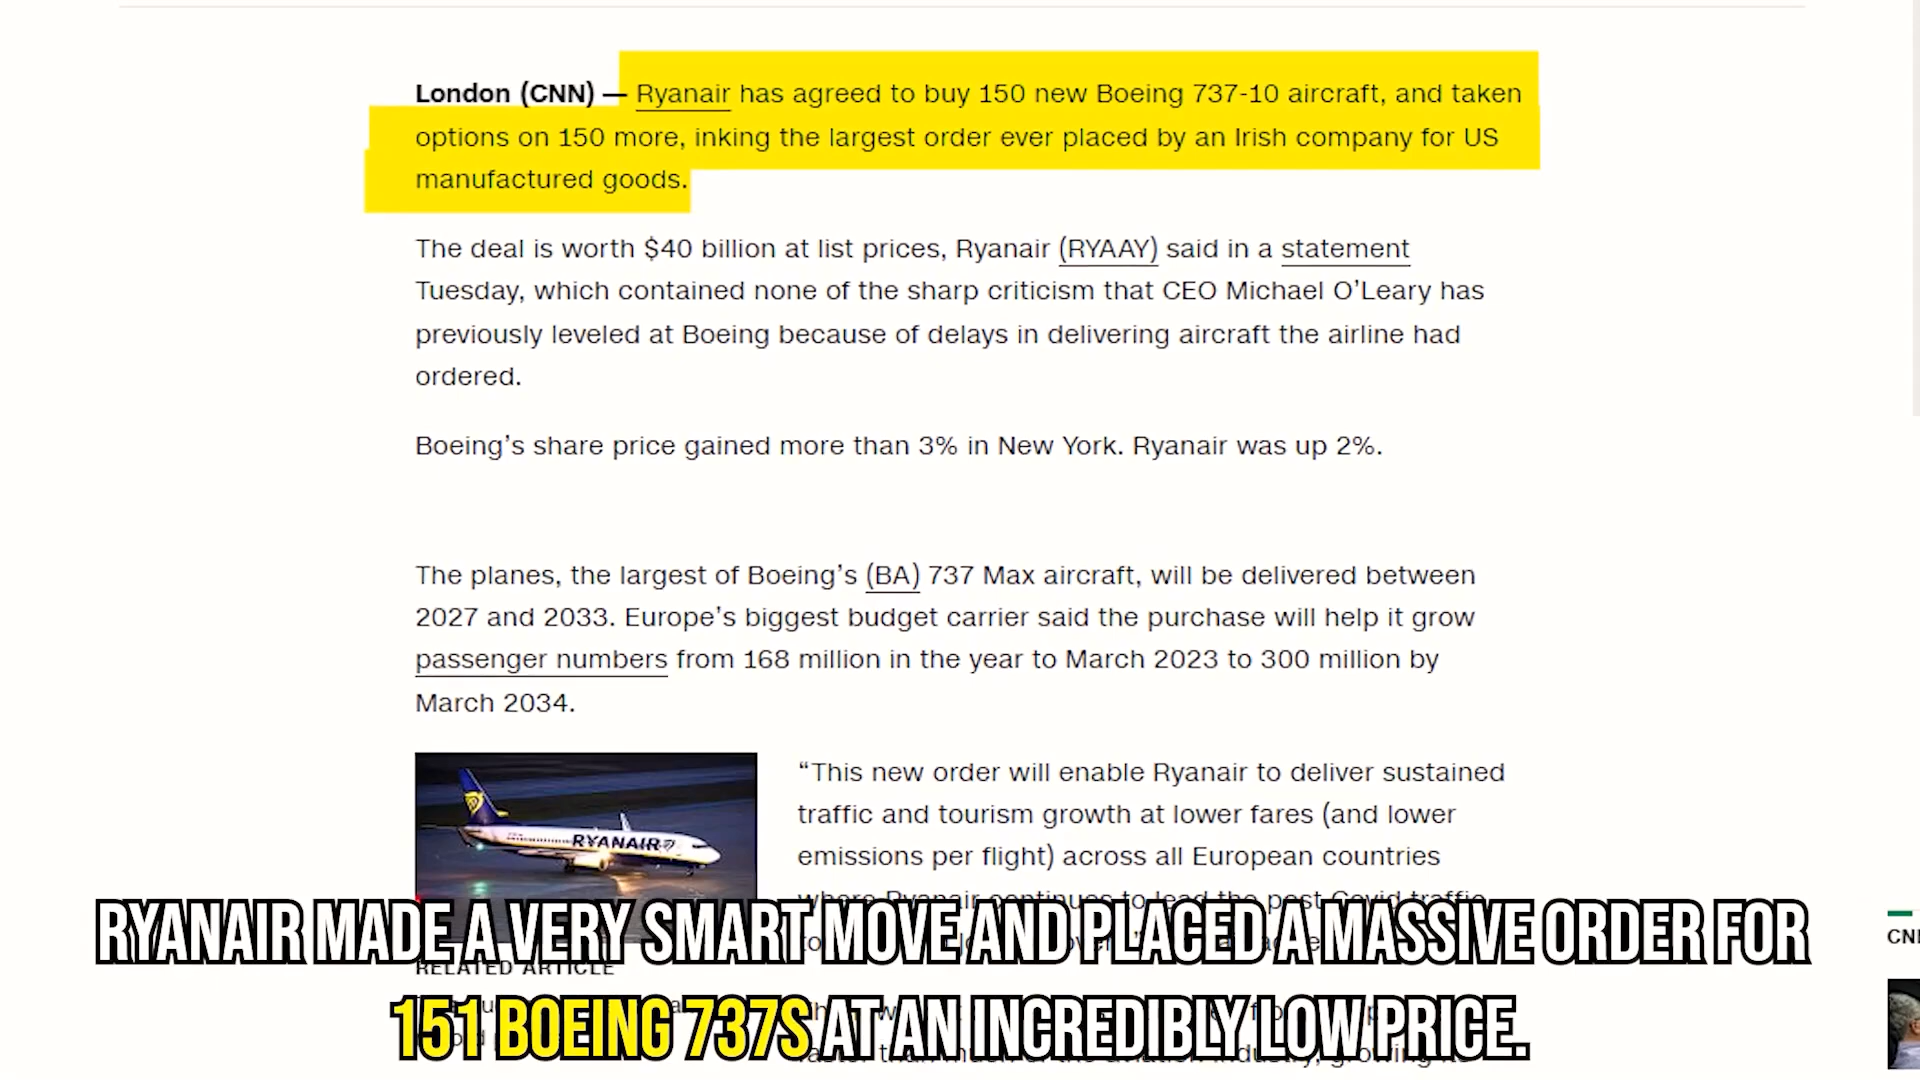 London (CNN) — Ryanair has agreed to buy 150 new Boeing 737-10 aircraft, and taken
options on 150 more, inking the largest order ever placed by an Irish company for US
manufactured goods.
The deal is worth $40 billion at list prices, Ryanair (RYAAY) said in a statement
Tuesday, which contained none of the sharp criticism that CEO Michael O’Leary has
previously leveled at Boeing because of delays in delivering aircraft the airline had
ordered.
Boeing’s share price gained more than 3% in New York. Ryanair was up 2%.
The planes, the largest of Boeing’s (BA) 737 Max aircraft, will be delivered between
2027 and 2033. Europe’s biggest budget carrier said the purchase will help it grow
passenger numbers from 168 million in the year to March 2023 to 300 million by
March 2034.
RYANAIR
“This new order will enable Ryanair to deliver sustained
traffic and tourism growth at lower fares (and lower
emissions per flight) across all European countries
where Ryanair continues to lead the post Covid traffic
RELATED ARTICLE
RYANAIR MADE A VERY SMART MOVE AND PLACED A MASSIVE ORDER FOR
151 BOEING 737S AT AN INCREDIBLY LOW PRICE.